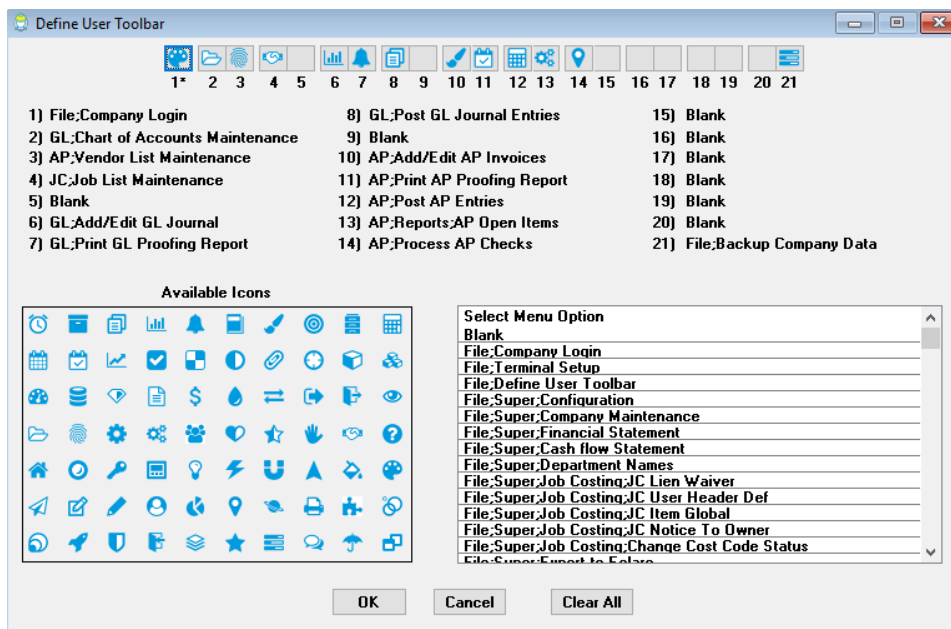 Define User Toolbar
1* 2 3 4 5 6 7 8 9 10 11 12 13 14 15 16 17 18 19 20 21
1) File;Company Login
2) GL;Chart of Accounts Maintenance
3) AP;Vendor List Maintenance
4) JC;Job List Maintenance
5) Blank
6) GL;Add/Edit GL Journal
7) GL;Print GL Proofing Report
8) GL;Post GL Journal Entries
9) Blank
10) AP;Add/Edit AP Invoices
11) AP;Print AP Proofing Report
12) AP;Post AP Entries
13) AP;Reports;AP Open Items
14) AP;Process AP Checks
15) Blank
16) Blank
17) Blank
18) Blank
19) Blank
20) Blank
21) File;Backup Company Data
Available Icons
Select Menu Option
Blank
File;Company Login
File;Terminal Setup
File;Define User Toolbar
File;Super;Configuration
File;Super;Company Maintenance
File;Super;Financial Statement
File;Super;Cash flow Statement
File;Super;Department Names
File;Super;Job Costing;JC Lien Waiver
File;Super;Job Costing;JC User Header Def
File;Super;Job Costing;JC Item Global
File;Super;Job Costing;JC Notice To Owner
File;Super;Job Costing;Change Cost Code Status
File;Super;Export to
OK Cancel Clear All